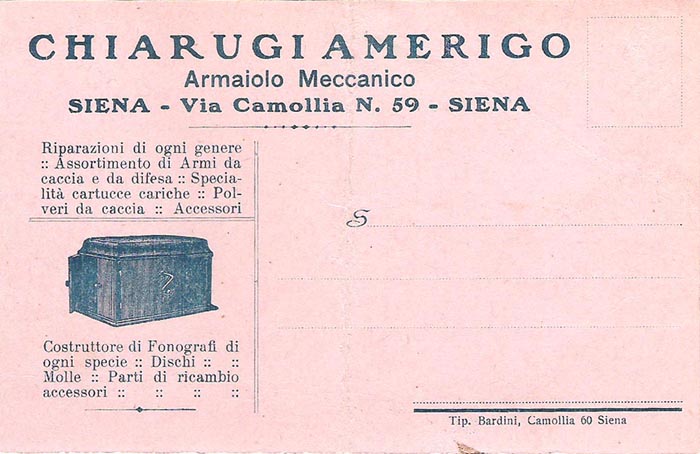 CHIARUGI AMERIGO
Armaiolo Meccanico
SIENA - Via Camollia N. 59 - SIENA
Riparazioni di ogni genere
:: Assortimento di Armi da
caccia e da difesa :: Specia-
lità cartucce cariche :: Pol-
veri da caccia :: Accessori
S
Costruttore di Fonografi di
ogni specie :: Dischi :: ::
Molle :: Parti di ricambio
accessori :: :: :: ::
Tip. Bardini, Camollia 60 Siena